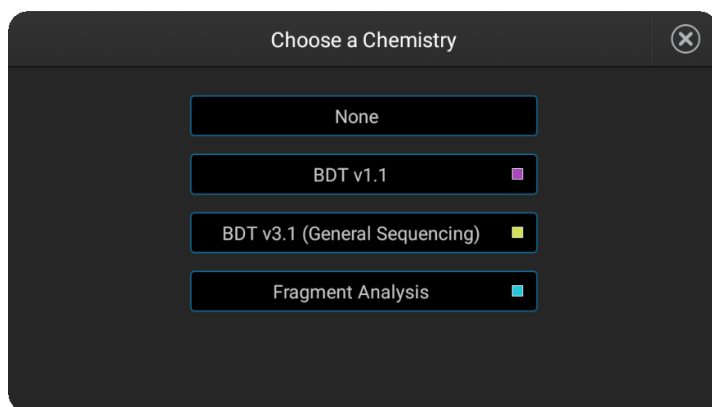 Choose a Chemistry
None
BDT v1.1
BDT v3.1 (General Sequencing)
Fragment Analysis